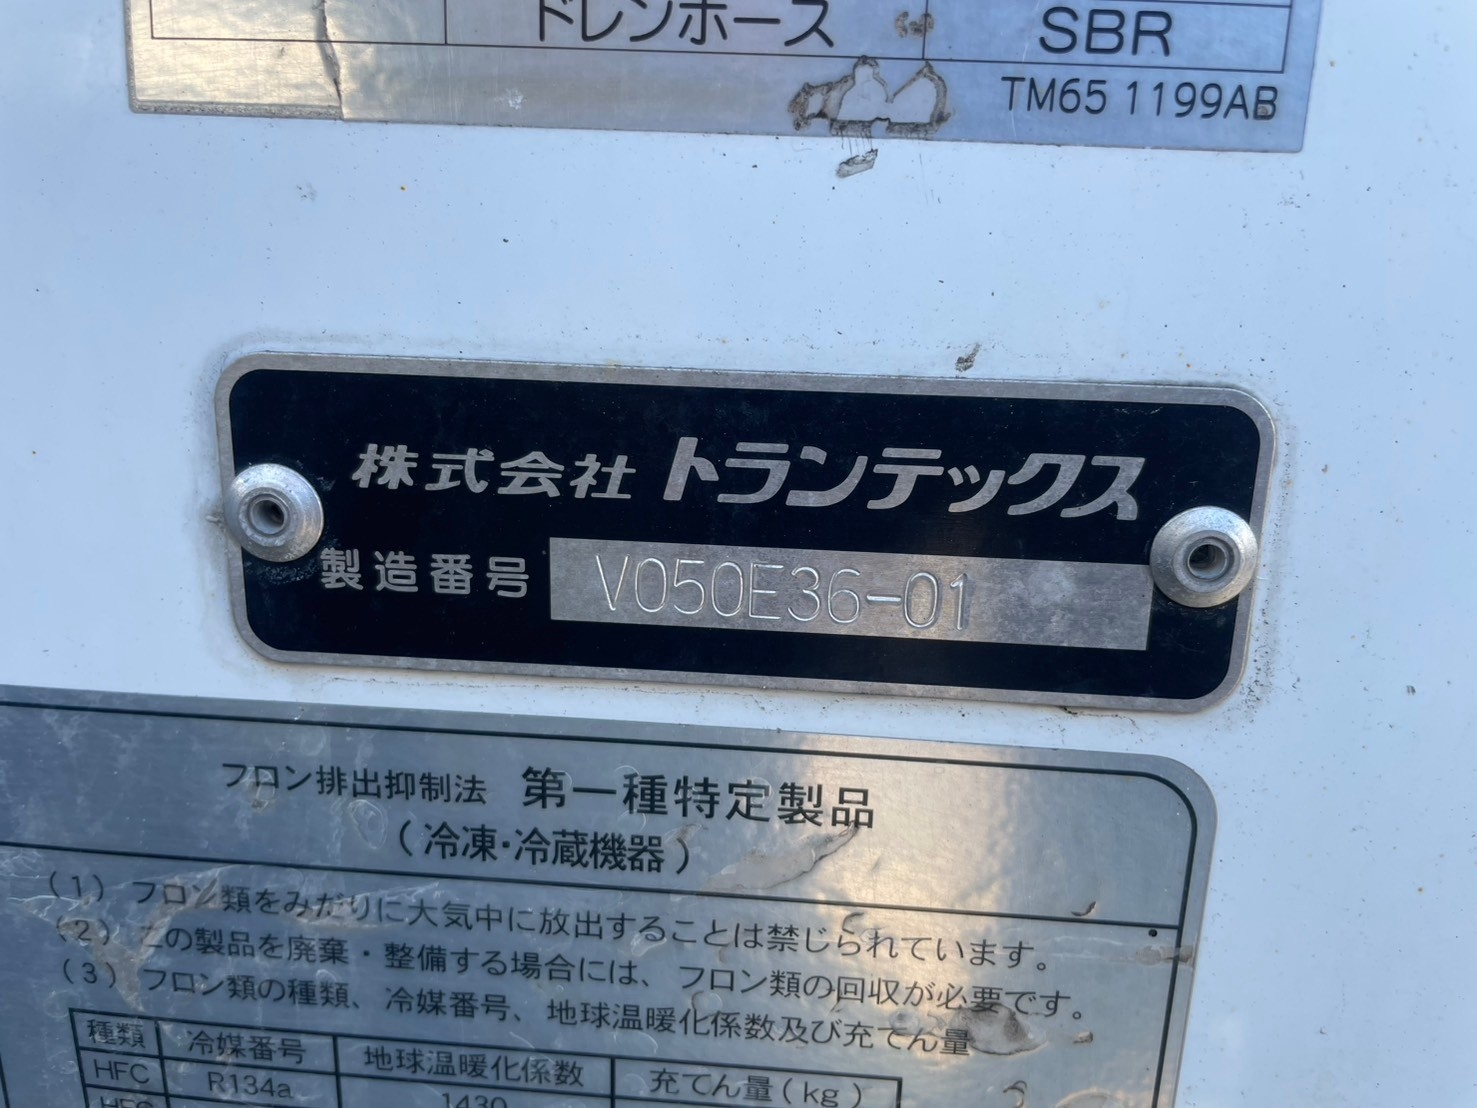 ドレンホース SBR
TM65 1199AB
株式会社 トランテックス
製造番号 V050E36-01
フロン排出抑制法 第一種特定製品
(冷凍・冷蔵機器)
(1) フロン類をみだりに大気中に放出することは禁じられています。
(2) この製品を廃棄・整備する場合には、フロン類の回収が必要です。
(3) フロン類の種類、冷媒番号、地球温暖化係数及び充てん量
種類 冷媒番号 地球温暖化係数 充てん量(kg)
HFC R134a 1430
HFC